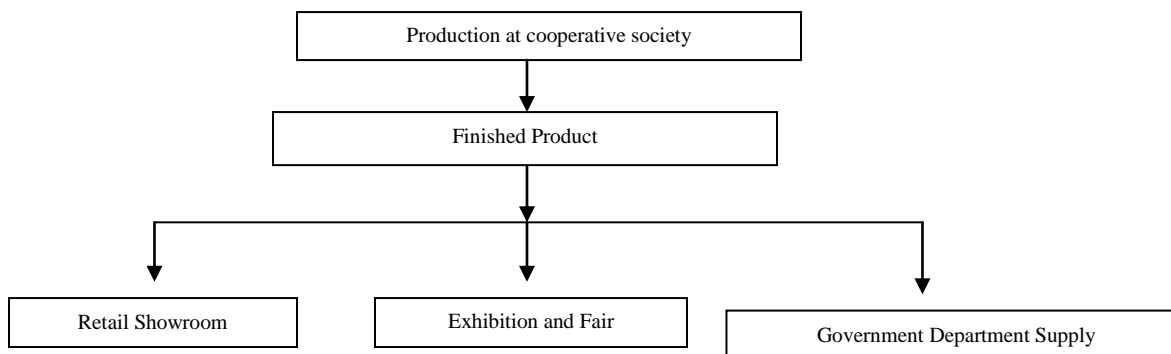 Production at cooperative society
Finished Product
Retail Showroom
Exhibition and Fair
Government Department Supply